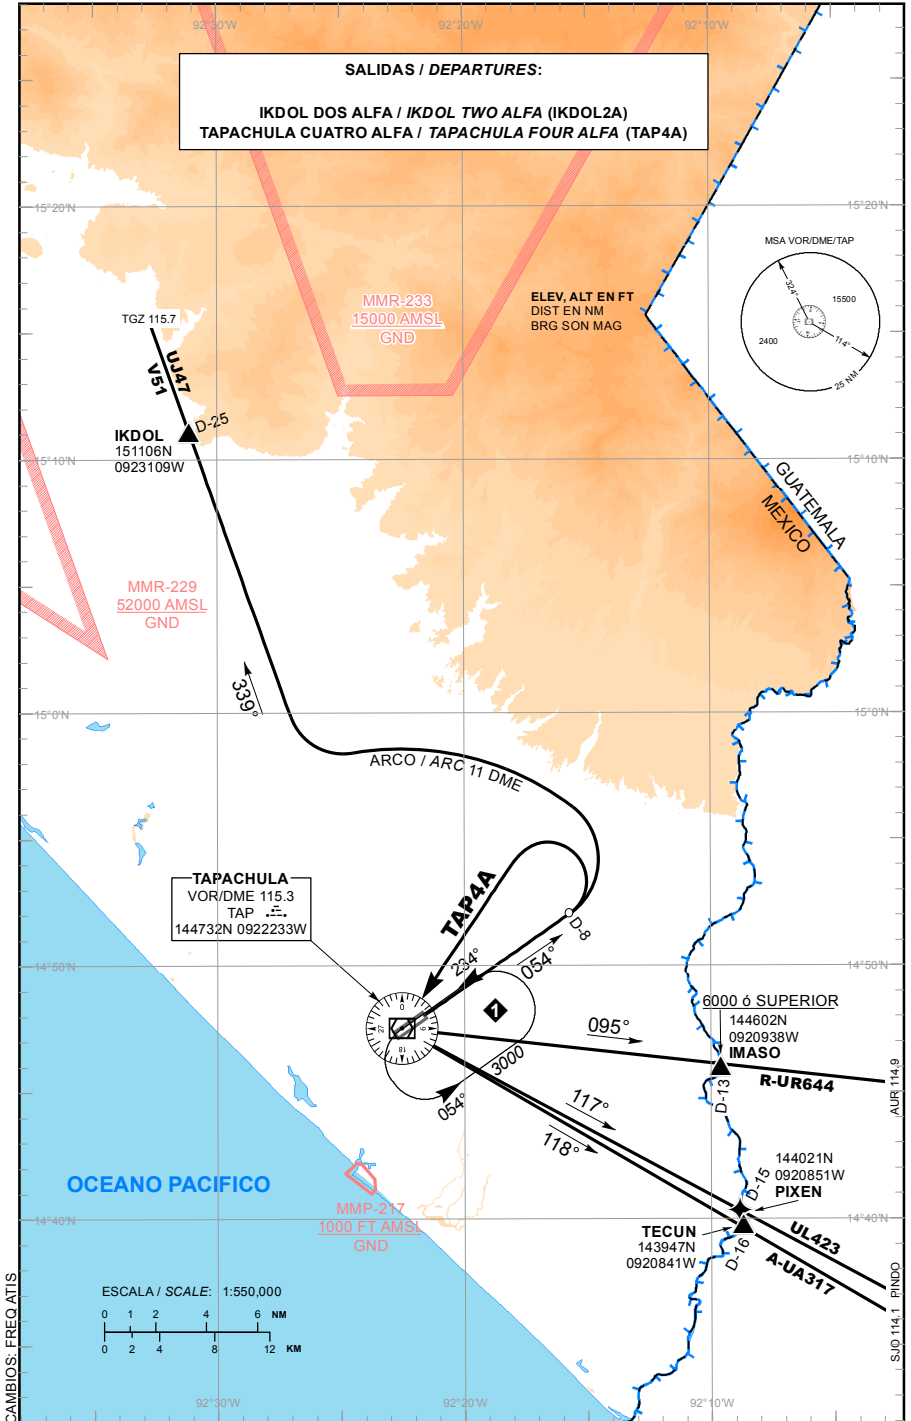 92°30'W
92°20'W
92°10'W
SALIDAS / DEPARTURES:
IKDOL DOS ALFA / IKDOL TWO ALFA (IKDOL2A)
TAPACHULA CUATRO ALFA / TAPACHULA FOUR ALFA (TAP4A)
15°20'N
15°20'N
MSA VOR/DME/TAP
324°
15500
2400
114°
25 NM
MMR-233
15000 AMSL
GND
ELEV, ALT EN FT
DIST EN NM
BRG SON MAG
TGZ 115.7
UJ47
V51
D-25
IKDOL
151106N
0923109W
15°10'N
15°10'N
GUATEMALA
MEXICO
MMR-229
52000 AMSL
GND
339°
15°0'N
15°0'N
ARCO / ARC 11 DME
TAPACHULA
VOR/DME 115.3
TAP
144732N 0922233W
TAP4A
D-8
234°
054°
14°50'N
14°50'N
1
0
9
18
27
3000
054°
6000 ó SUPERIOR
144602N
0920938W
IMASO
095°
R-UR644
D-13
AUR 114.9
117°
118°
144021N
0920851W
PIXEN
D-15
OCEANO PACIFICO
MMP-217
1000 FT AMSL
GND
14°40'N
14°40'N
TECUN
143947N
0920841W
D-16
UL423
A-UA317
PINDO
SJO 114.1
ESCALA / SCALE: 1:550,000
0 1 2 4 6 NM
0 2 4 8 12 KM
CAMBIOS: FREQ ATIS
92°30'W
92°20'W
92°10'W